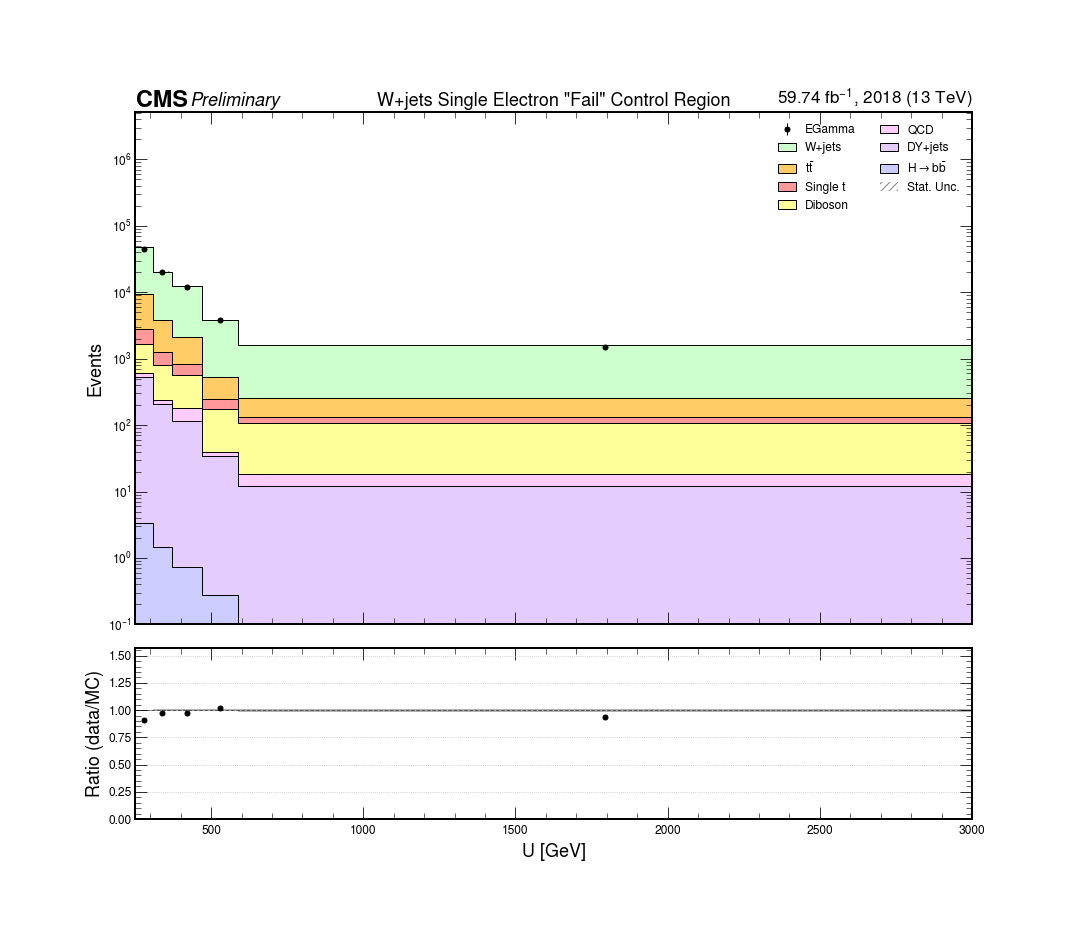 CMS Preliminary W+jets Single Electron "Fail" Control Region 59.74 fb⁻¹, 2018 (13 TeV)
EGamma QCD
W+jets DY+jets
tt̄ H→bb̄
Single t Stat. Unc.
Diboson
10⁶
10⁵
10⁴
10³
10²
10¹
10⁰
10⁻¹
Events
1.50
1.25
1.00
0.75
0.50
0.25
0.00
Ratio (data/MC)
500 1000 1500 2000 2500 3000
U [GeV]